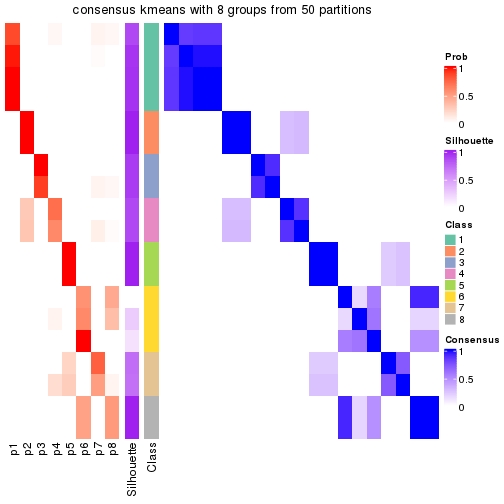 consensus kmeans with 8 groups from 50 partitions
Prob
1
0.5
0
Silhouette
1
0.5
0
Class
1
2
3
4
5
6
7
8
Consensus
1
0.5
0
p1
p2
p3
p4
p5
p6
p7
p8
Silhouette
Class